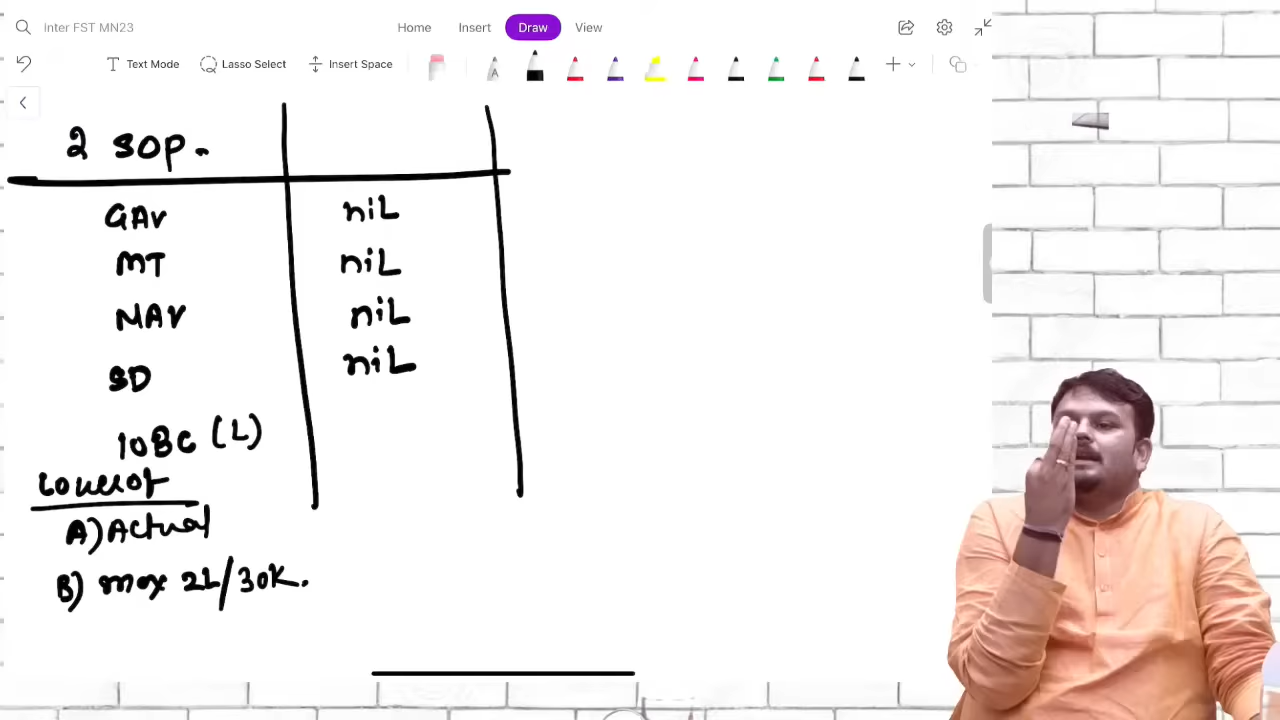 inter FST MN23
Home Insert Draw View
Text Mode Lasso Select Insert Space
A
2 SOP.
GAV niL
MT niL
NAV niL
SD niL
IOBC (L)
Lower of
A) Actual
B) max 2L/30K.